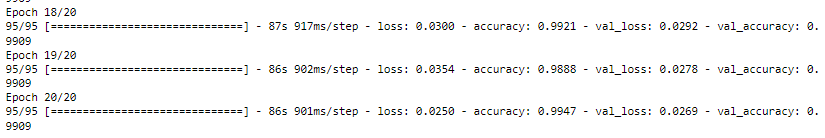 9909
Epoch 18/20
95/95 [==============================] - 87s 917ms/step - loss: 0.0300 - accuracy: 0.9921 - val_loss: 0.0292 - val_accuracy: 0.
9909
Epoch 19/20
95/95 [==============================] - 86s 902ms/step - loss: 0.0354 - accuracy: 0.9888 - val_loss: 0.0278 - val_accuracy: 0.
9909
Epoch 20/20
95/95 [==============================] - 86s 901ms/step - loss: 0.0250 - accuracy: 0.9947 - val_loss: 0.0269 - val_accuracy: 0.
9909